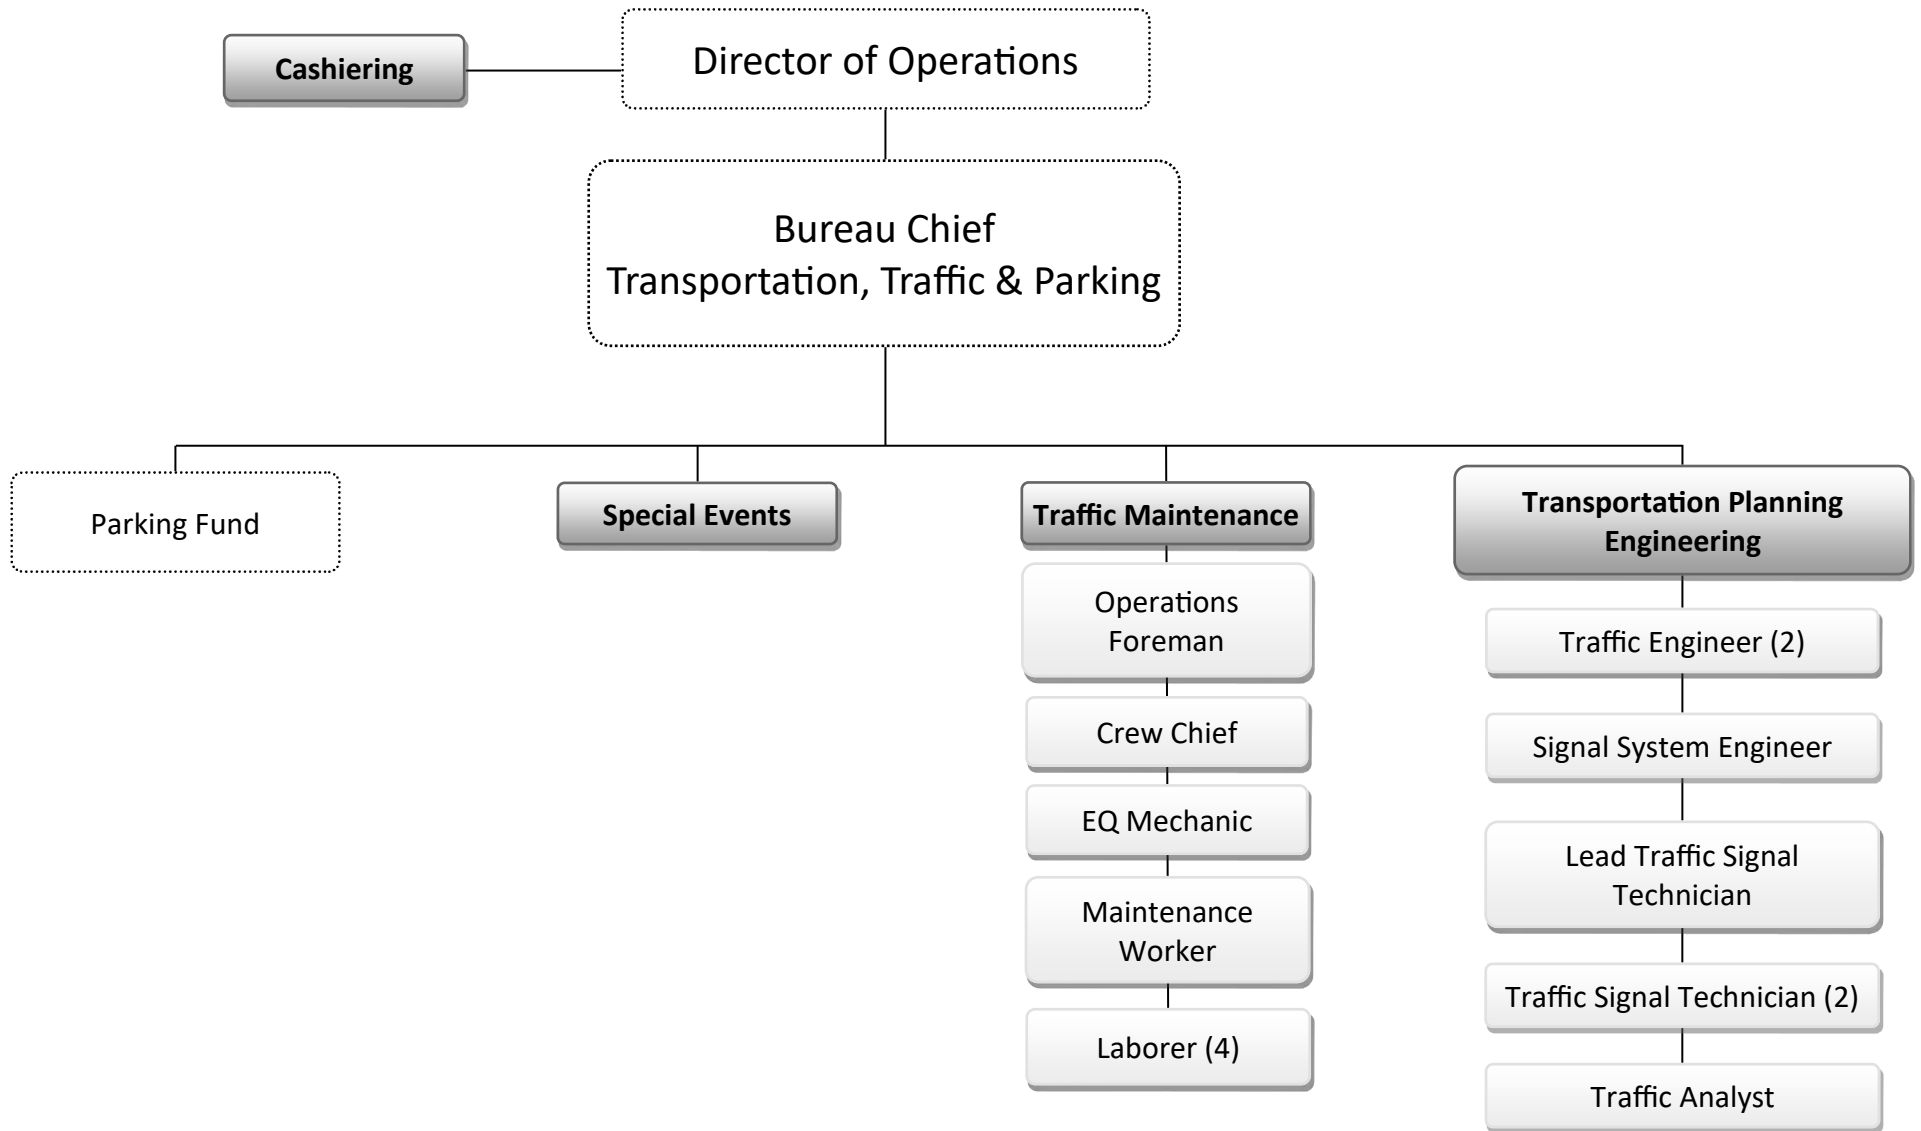 Cashiering
Director of Operations
Bureau Chief
Transportation, Traffic & Parking
Parking Fund
Special Events
Traffic Maintenance
Operations
Foreman
Crew Chief
EQ Mechanic
Maintenance
Worker
Laborer (4)
Transportation Planning
Engineering
Traffic Engineer (2)
Signal System Engineer
Lead Traffic Signal
Technician
Traffic Signal Technician (2)
Traffic Analyst